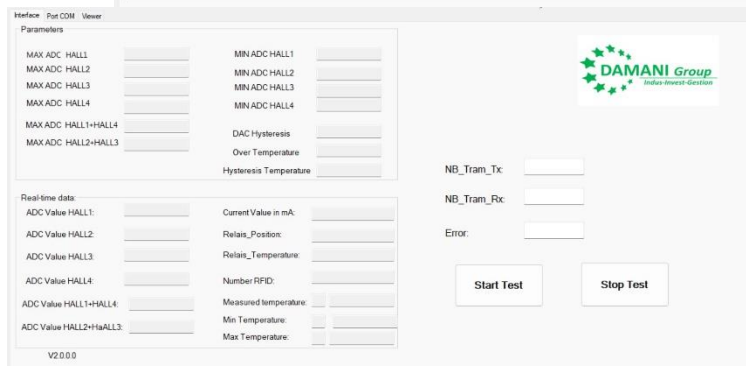 Interface Port COM Viewer
Parameters
MAX ADC HALL1 MIN ADC HALL1
MAX ADC HALL2 MIN ADC HALL2
MAX ADC HALL3 MIN ADC HALL3
MAX ADC HALL4 MIN ADC HALL4
MAX ADC HALL1+HALL4 DAC Hysteresis
MAX ADC HALL2+HALL3 Over Temperature
Hysteresis Temperature
DAMANI Group
Indus-Invest-Gestion
NB_Tram_Tx:
NB_Tram_Rx:
Error:
Start Test Stop Test
Real-time data:
ADC Value HALL1: Current Value in mA:
ADC Value HALL2: Relais_Position:
ADC Value HALL3: Relais_Temperature:
ADC Value HALL4: Number RFID:
ADC Value HALL1+HALL4: Measured temperature:
ADC Value HALL2+HaALL3: Min Temperature:
Max Temperature:
V2.0.0.0